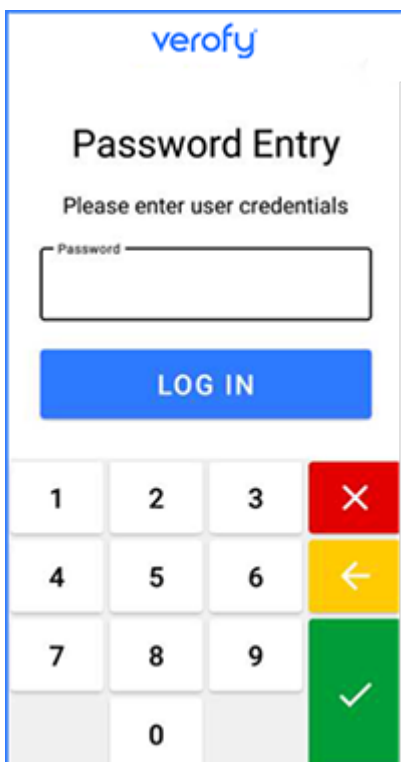 verofy
Password Entry
Please enter user credentials
Password
LOG IN
1 2 3
4 5 6
7 8 9
0